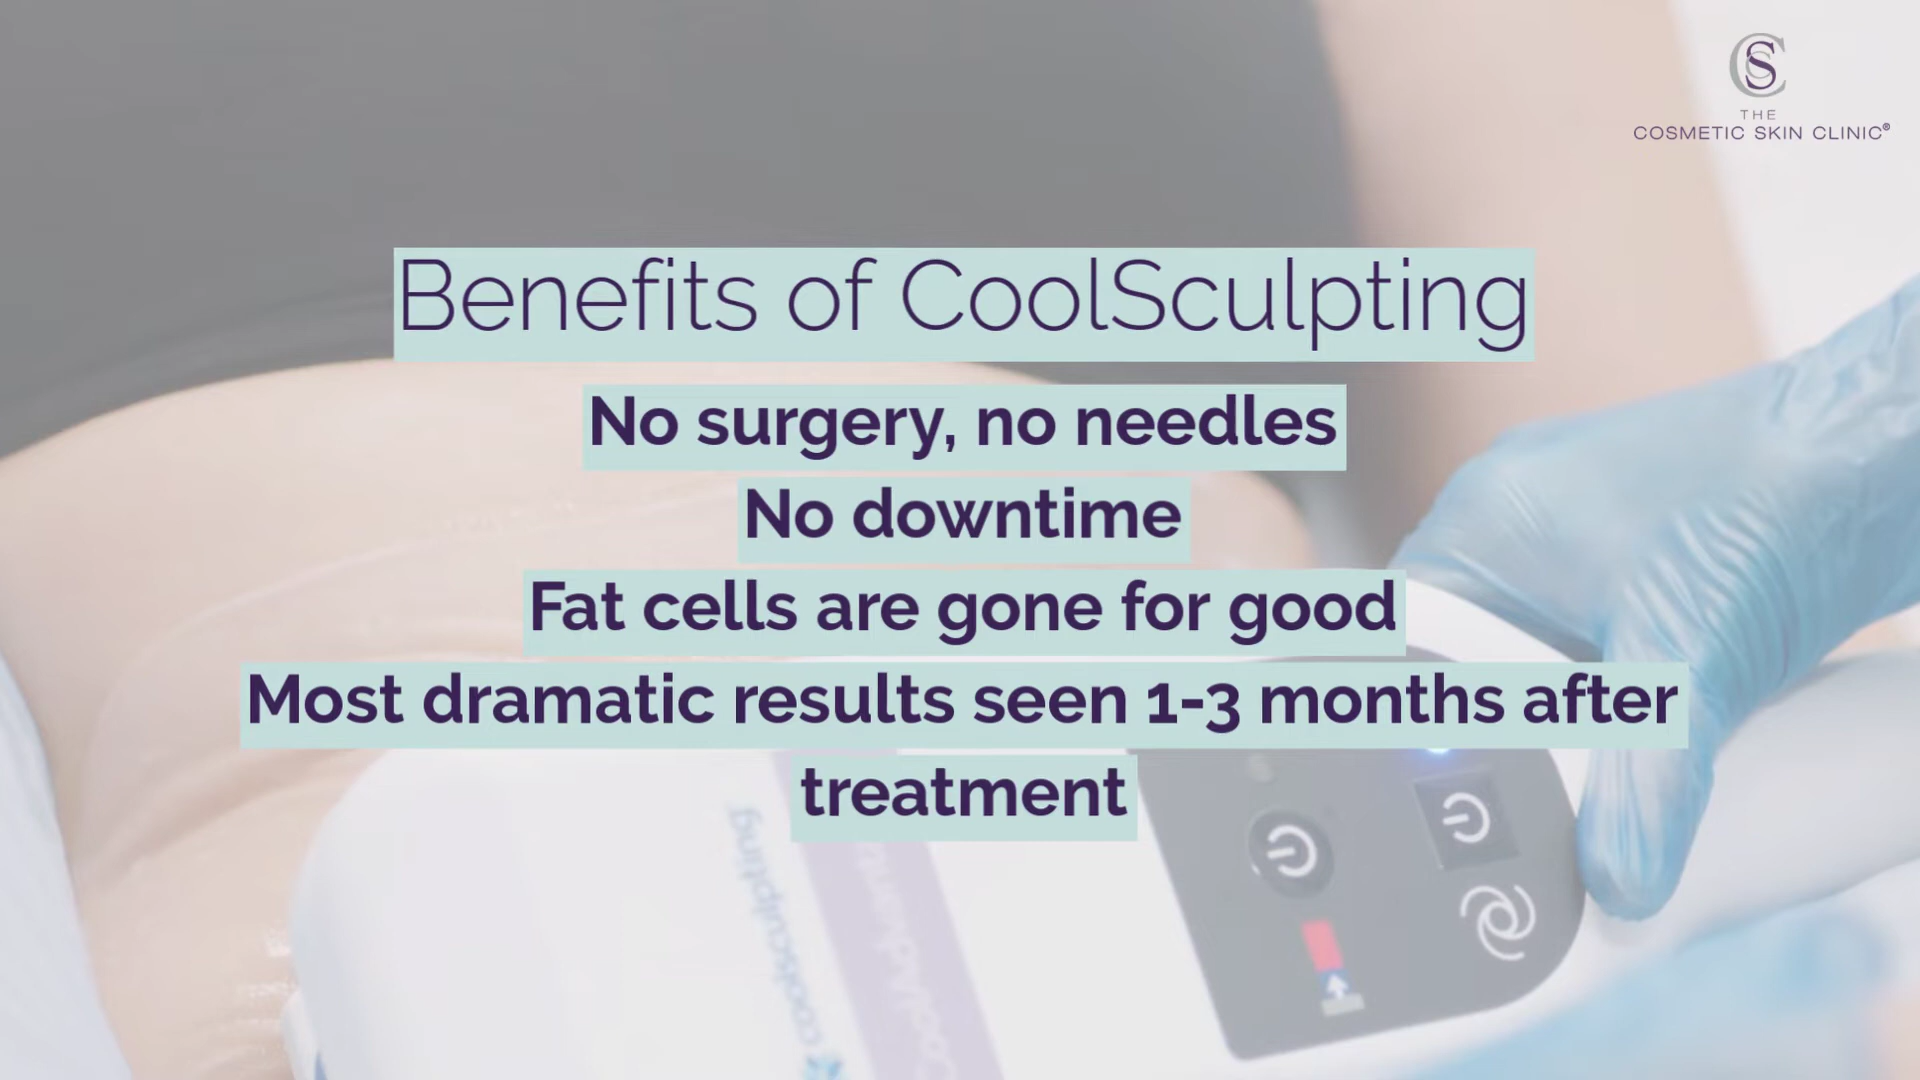 THE
COSMETIC SKIN CLINIC®
Benefits of CoolSculpting
No surgery, no needles
No downtime
Fat cells are gone for good
Most dramatic results seen 1-3 months after
treatment
coolsculpting